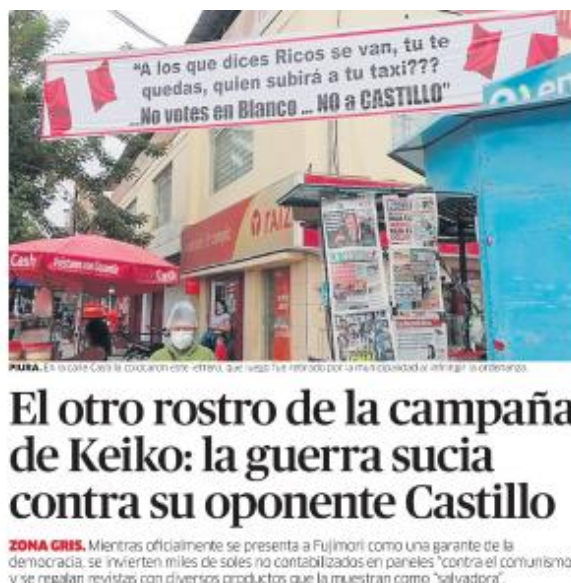 "A los que dices Ricos se van, tu te
quedas, quien subirá a tu taxi???
...No votes en Blanco ... NO a CASTILLO"
raíz
Cash
PIURA. En la calle Castilla colocaron este letrero, que luego fue retirado por la municipalidad al infringir la ordenanza.
El otro rostro de la campaña
de Keiko: la guerra sucia
contra su oponente Castillo
ZONA GRIS. Mientras oficialmente se presenta a Fujimori como una garante de la
democracia, se invierten miles de soles no contabilizados en paneles "contra el comunismo"
y se regalan revistas con diversos productos que la muestran como "salvadora".